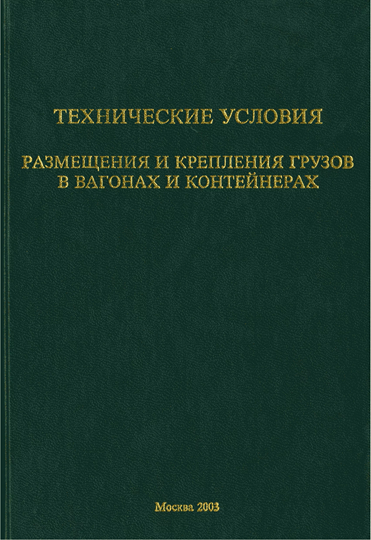 ТЕХНИЧЕСКИЕ УСЛОВИЯ
РАЗМЕЩЕНИЯ И КРЕПЛЕНИЯ ГРУЗОВ
В ВАГОНАХ И КОНТЕЙНЕРАХ
Москва 2003